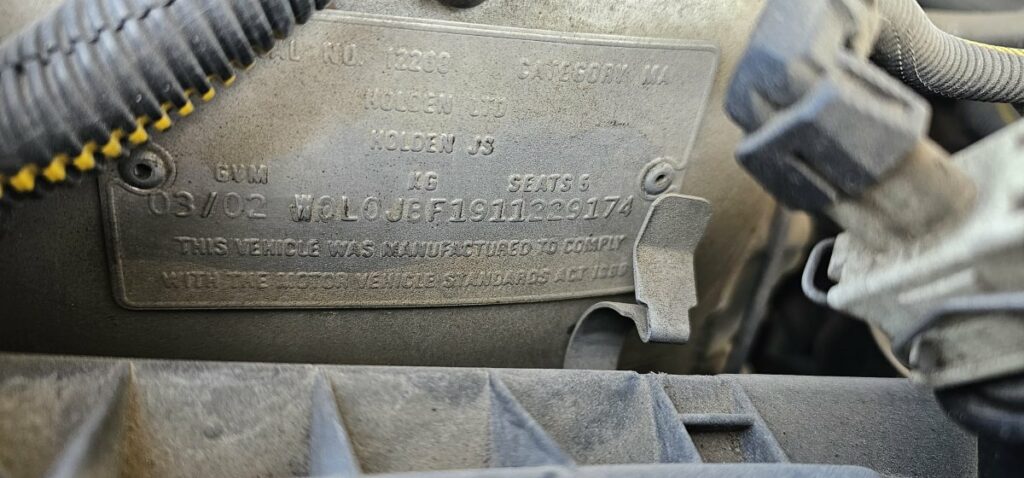 NO. 12263 CATEGORY MA
HOLDEN LTD
HOLDEN JS
GVM KG SEATS 5
03/02 W0L0JBF1911229174
THIS VEHICLE WAS MANUFACTURED TO COMPLY
WITH THE MOTOR VEHICLE STANDARDS ACT 1989